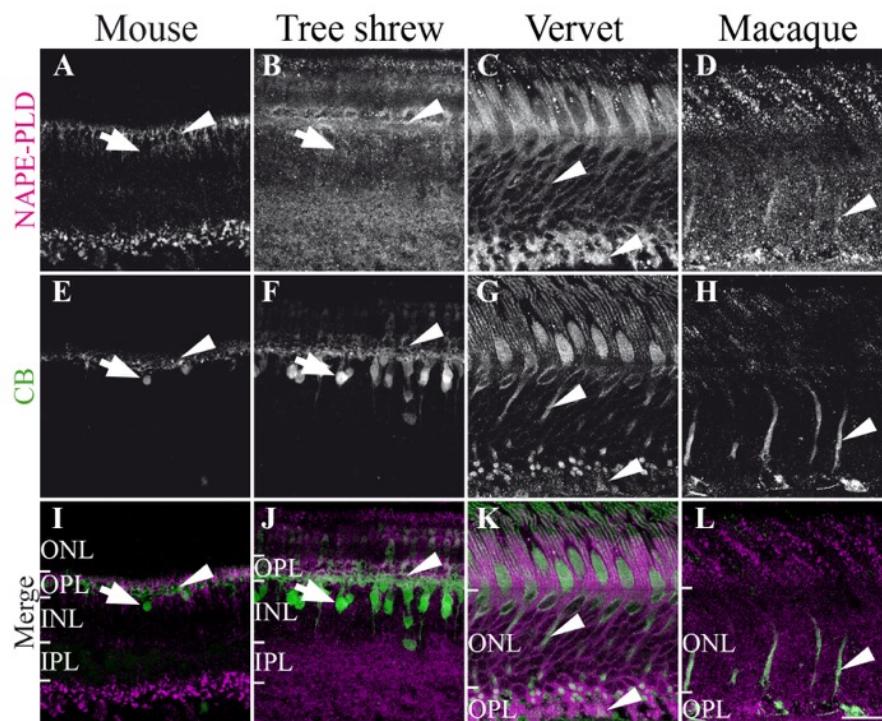 Mouse Tree shrew Vervet Macaque
NAPE-PLD
A B C D
CB
E F G H
Merge
I J K L
ONL
OPL
INL
IPL
OPL
INL
IPL
ONL
OPL
ONL
OPL